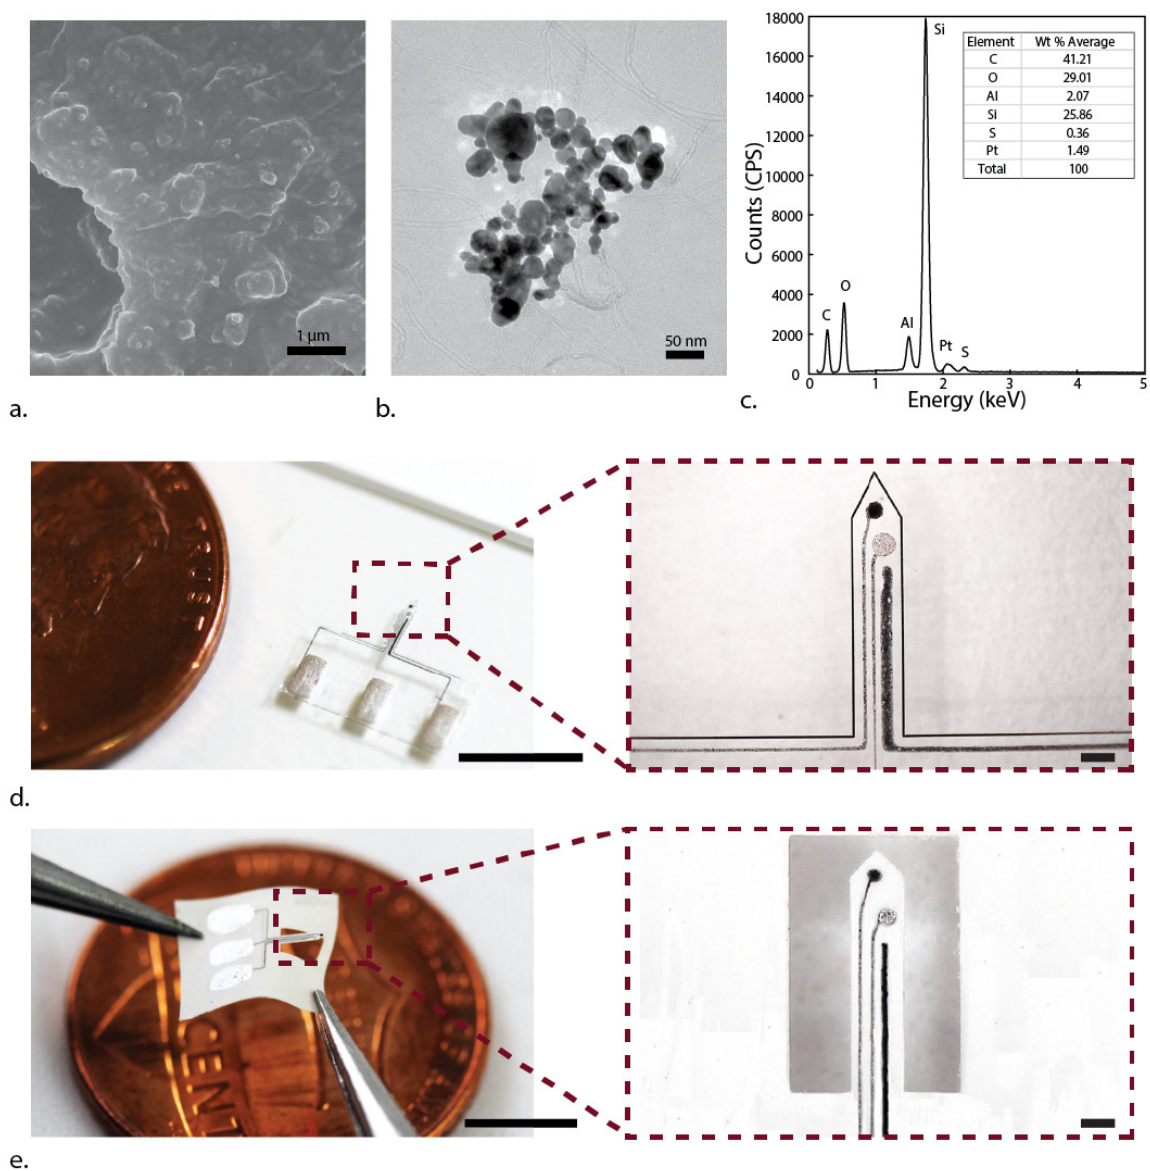 1 µm
a.
50 nm
b.
18000
16000
14000
12000
10000
8000
6000
4000
2000
0
Counts (CPS)
0 1 2 3 4 5
Energy (keV)
C
O
Al
Si
Pt
S
Element Wt % Average
C 41.21
O 29.01
Al 2.07
Si 25.86
S 0.36
Pt 1.49
Total 100
c.
d.
CENT
e.